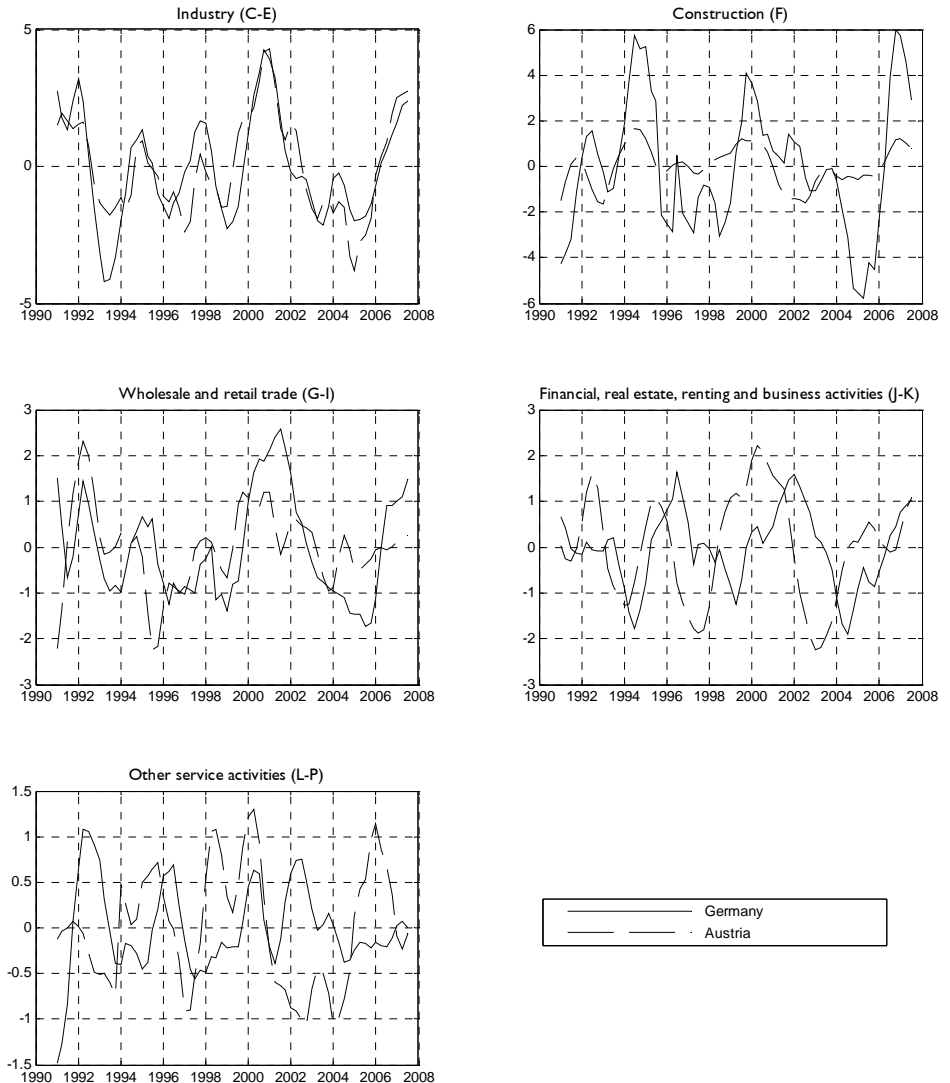 Industry (C-E)
5
0
-5
1990 1992 1994 1996 1998 2000 2002 2004 2006 2008
Construction (F)
6
4
2
0
-2
-4
-6
1990 1992 1994 1996 1998 2000 2002 2004 2006 2008
Wholesale and retail trade (G-I)
3
2
1
0
-1
-2
-3
1990 1992 1994 1996 1998 2000 2002 2004 2006 2008
Financial, real estate, renting and business activities (J-K)
3
2
1
0
-1
-2
-3
1990 1992 1994 1996 1998 2000 2002 2004 2006 2008
Other service activities (L-P)
1.5
1
0.5
0
-0.5
-1
-1.5
1990 1992 1994 1996 1998 2000 2002 2004 2006 2008
Germany
Austria